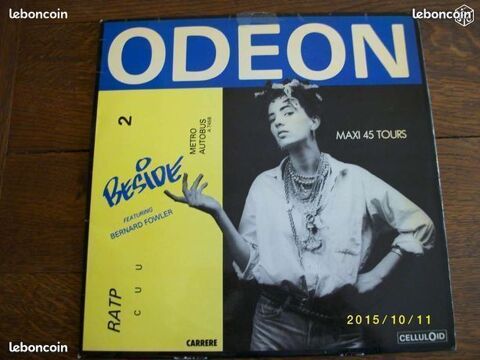 leboncoin
leboncoin
ODEON
2
METRO
AUTOBUS
BESIDE
FEATURING
BERNARD FOWLER
RATP
C U U
MAXI 45 TOURS
CARRERE
CELLULOID
2015/10/11
leboncoin
leboncoin